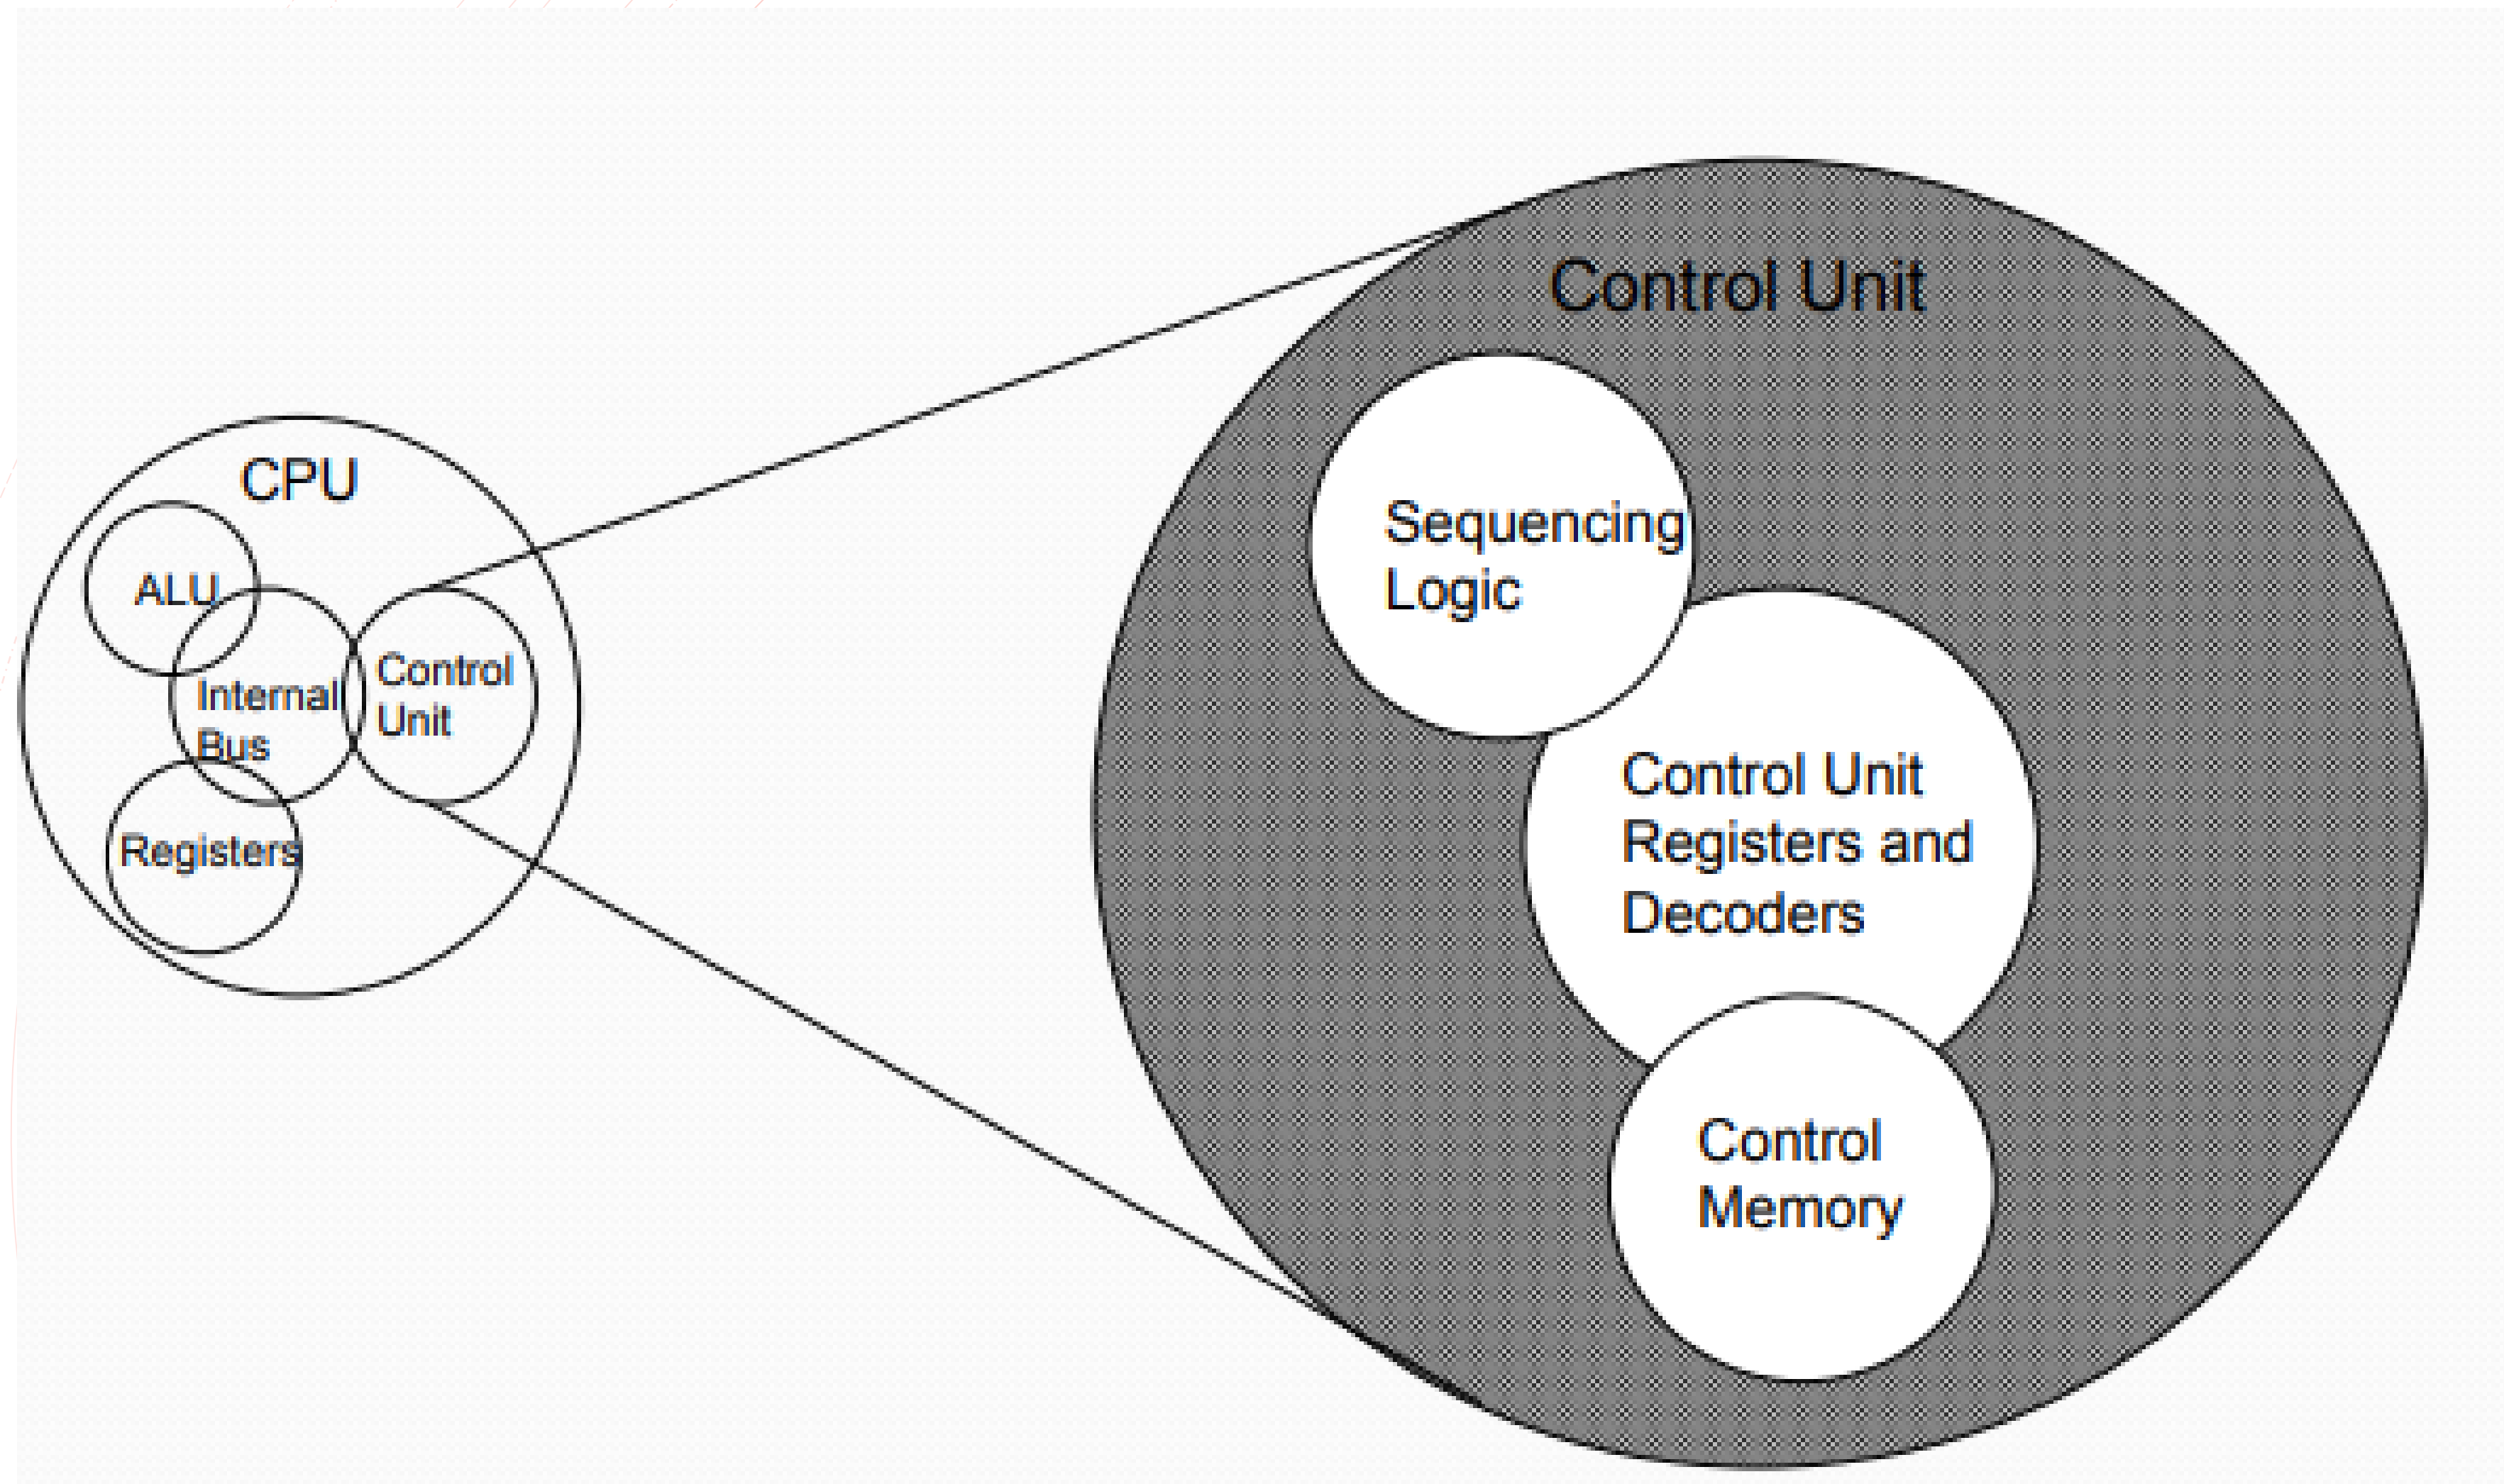 CPU
ALU
Internal
Bus
Control
Unit
Registers
Control Unit
Sequencing
Logic
Control Unit
Registers and
Decoders
Control
Memory